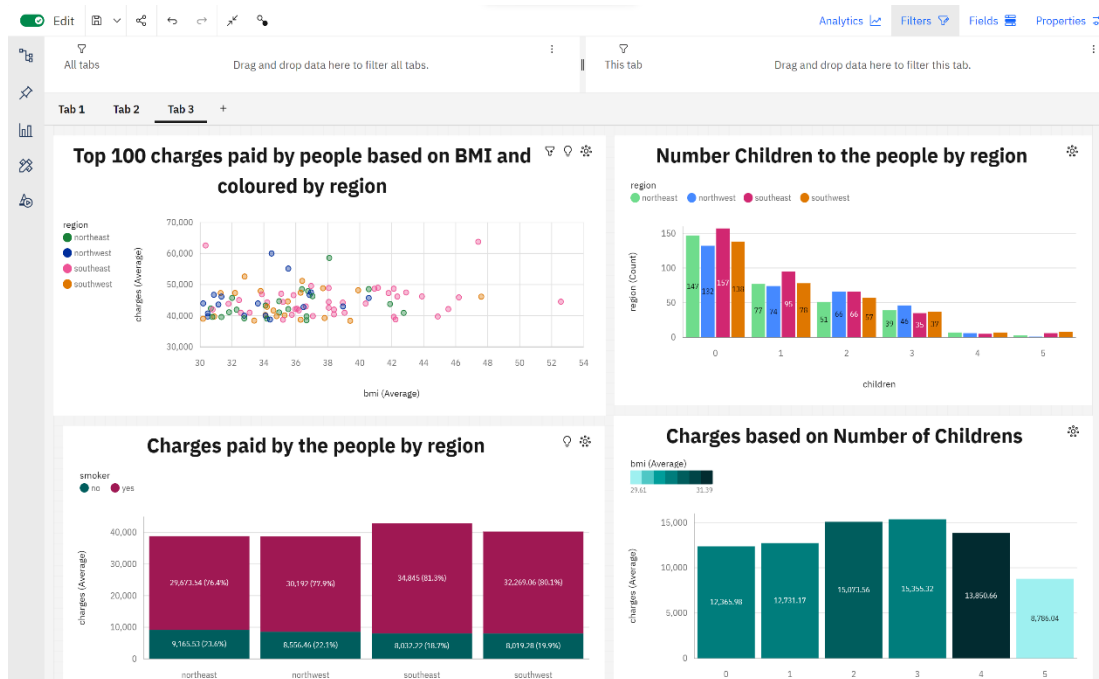 Edit
Analytics
Filters
Fields
Properties
All tabs
Drag and drop data here to filter all tabs.
This tab
Drag and drop data here to filter this tab.
Tab 1
Tab 2
Tab 3
+
Top 100 charges paid by people based on BMI and
coloured by region
region
northeast
northwest
southeast
southwest
charges (Average)
70,000
60,000
50,000
40,000
30,000
30 32 34 36 38 40 42 44 46 48 50 52 54
bmi (Average)
Number Children to the people by region
region
northeast northwest southeast southwest
region (Count)
150
100
50
0
147 132 157 138
77 74 95 78
51 66 66 57
39 46 35 37
0 1 2 3 4 5
children
Charges paid by the people by region
smoker
no yes
charges (Average)
40,000
30,000
20,000
10,000
0
29,673.54 (76.4%) 30,192 (77.9%) 34,845 (81.3%) 32,269.06 (80.1%)
9,165.53 (23.6%) 8,556.46 (22.1%) 8,032.22 (18.7%) 8,019.28 (19.9%)
northeast northwest southeast southwest
Charges based on Number of Childrens
bmi (Average)
29.61 31.39
charges (Average)
15,000
10,000
5,000
0
12,365.98 12,731.17 15,073.56 15,355.32 13,850.66 8,786.04
0 1 2 3 4 5